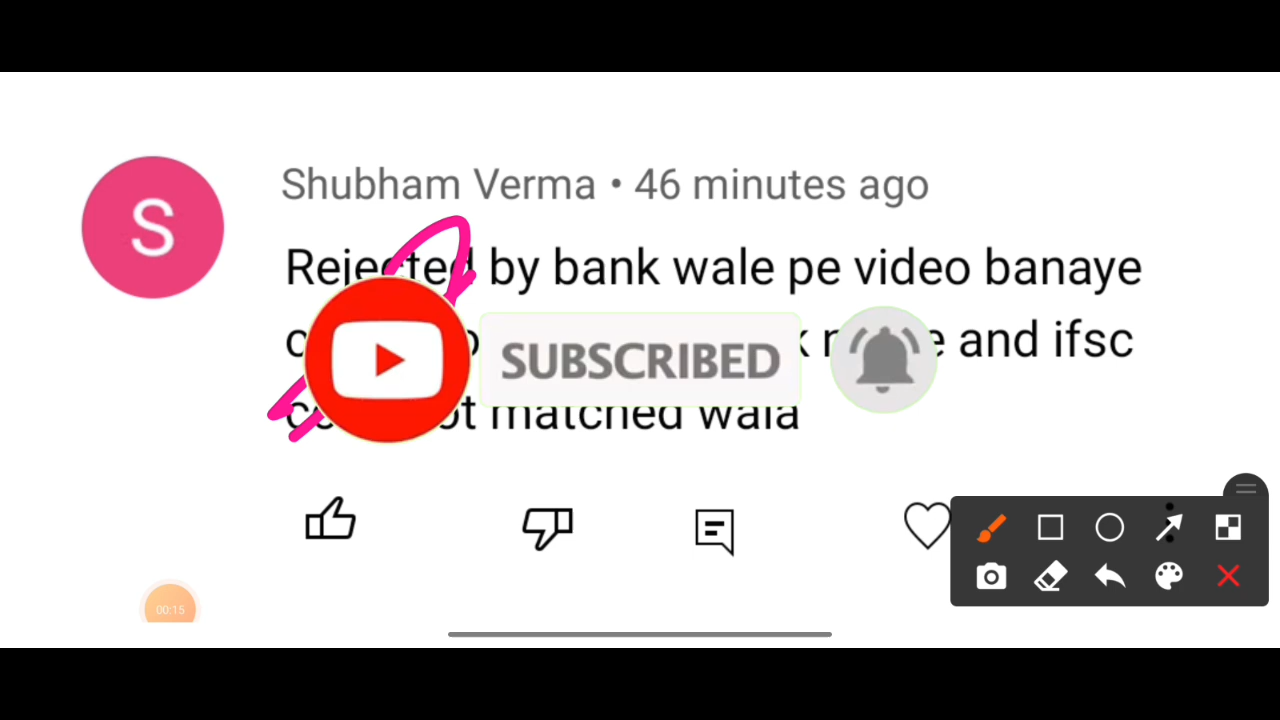 S
Shubham Verma • 46 minutes ago
Rejected by bank wale pe video banaye
and ifsc
matched wala
SUBSCRIBED
00:15